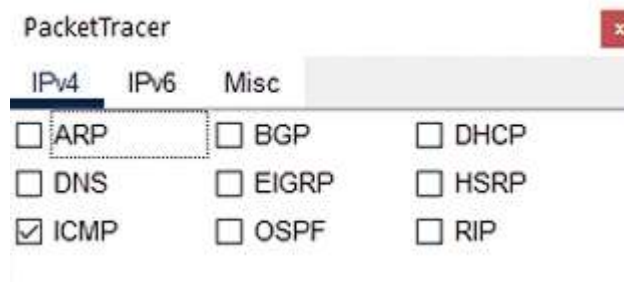 PacketTracer
IPv4 IPv6 Misc
ARP BGP DHCP
DNS EIGRP HSRP
ICMP OSPF RIP